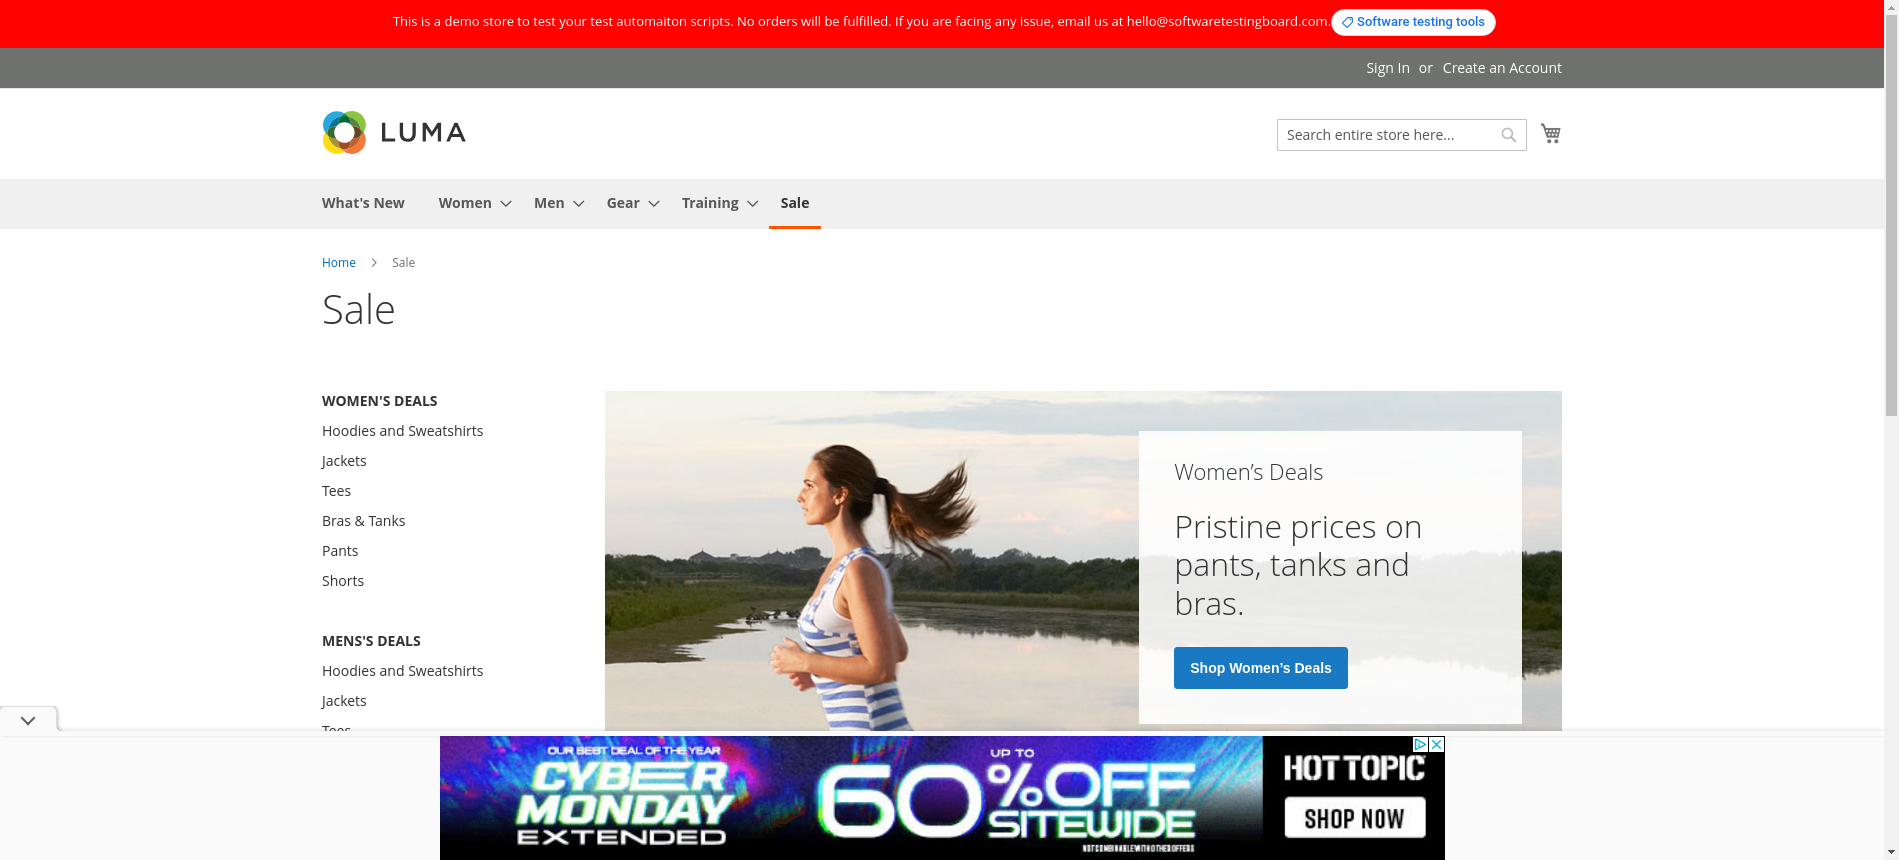 This is a demo store to test your test automaiton scripts. No orders will be fulfilled. If you are facing any issue, email us at hello@softwaretestingboard.com. Software testing tools
Sign In or Create an Account
LUMA
Search entire store here...
What's New Women Men Gear Training Sale
Home Sale
Sale
WOMEN'S DEALS
Hoodies and Sweatshirts
Jackets
Tees
Bras & Tanks
Pants
Shorts
MENS'S DEALS
Hoodies and Sweatshirts
Jackets
Tees
Women’s Deals
Pristine prices on
pants, tanks and
bras.
Shop Women’s Deals
OUR BEST DEAL OF THE YEAR
CYBER
MONDAY
EXTENDED
UP TO
60% OFF
SITEWIDE
NOT COMBINABLE WITH OTHER OFFERS
HOT TOPIC
SHOP NOW